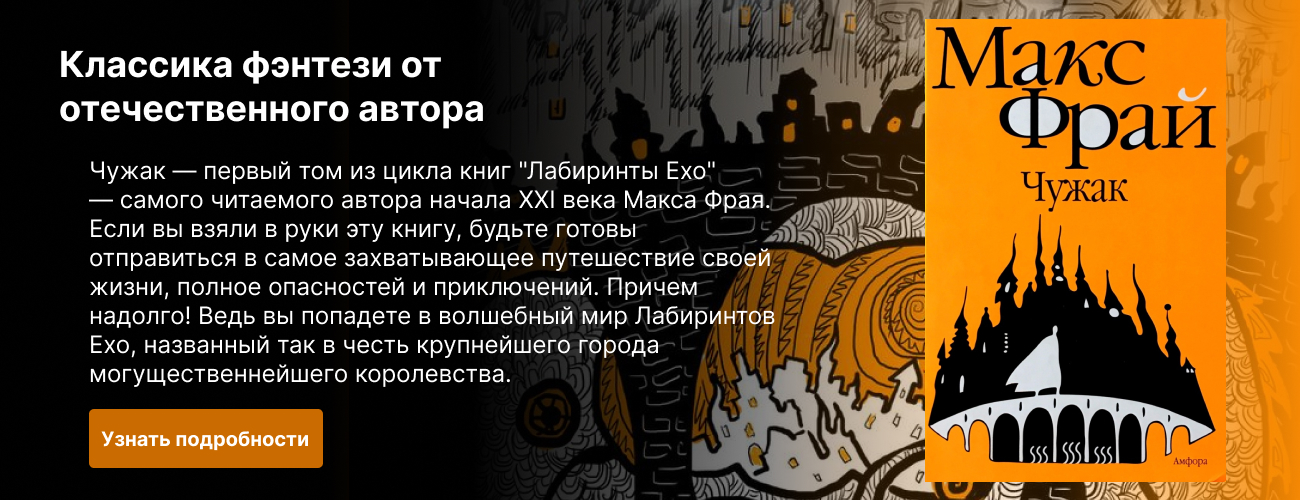 Классика фэнтези от
отечественного автора
Чужак — первый том из цикла книг "Лабиринты Ехо"
— самого читаемого автора начала XXI века Макса Фрая.
Если вы взяли в руки эту книгу, будьте готовы
отправиться в самое захватывающее путешествие своей
жизни, полное опасностей и приключений. Причем
надолго! Ведь вы попадете в волшебный мир Лабиринтов
Ехо, названный так в честь крупнейшего города
могущественнейшего королевства.
Узнать подробности
Макс
Фрай
Чужак
Амфора